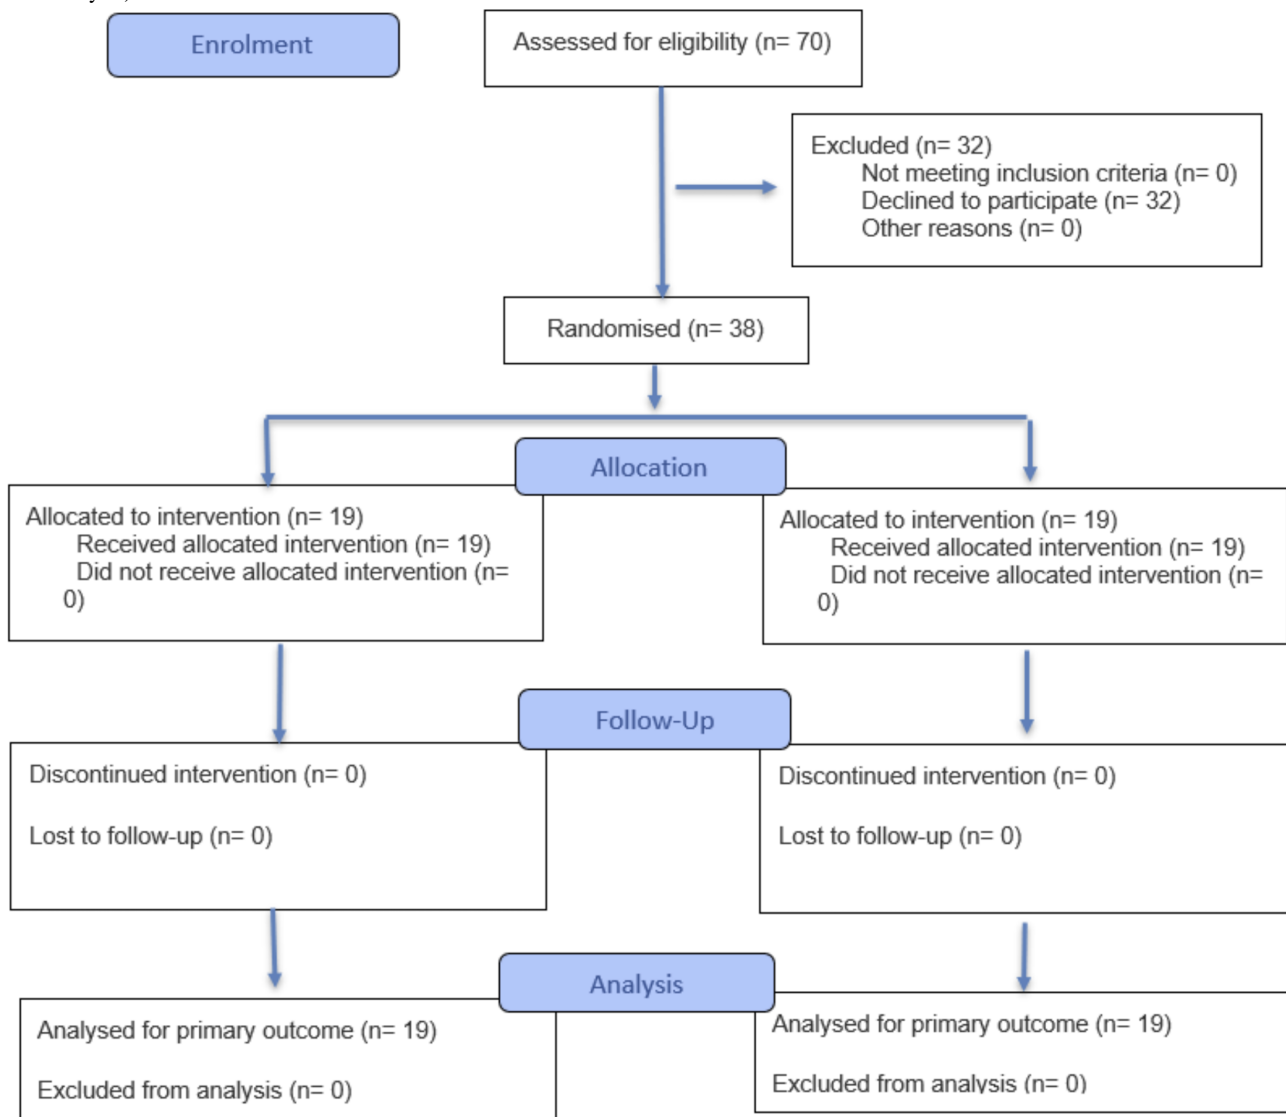 Enrolment
Assessed for eligibility (n= 70)
Excluded (n= 32)
Not meeting inclusion criteria (n= 0)
Declined to participate (n= 32)
Other reasons (n= 0)
Randomised (n= 38)
Allocation
Allocated to intervention (n= 19)
Received allocated intervention (n= 19)
Did not receive allocated intervention (n=
0)
Allocated to intervention (n= 19)
Received allocated intervention (n= 19)
Did not receive allocated intervention (n=
0)
Follow-Up
Discontinued intervention (n= 0)
Lost to follow-up (n= 0)
Discontinued intervention (n= 0)
Lost to follow-up (n= 0)
Analysis
Analysed for primary outcome (n= 19)
Excluded from analysis (n= 0)
Analysed for primary outcome (n= 19)
Excluded from analysis (n= 0)